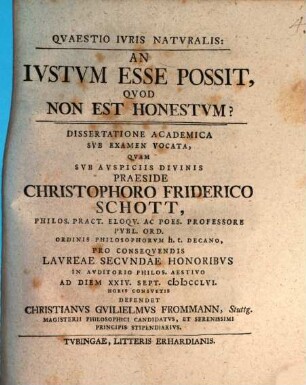 QVAESTIO IVRIS NATVRALIS:
AN
IVSTVM ESSE POSSIT,
QVOD
NON EST HONESTVM?
DISSERTATIONE ACADEMICA
SVB EXAMEN VOCATA,
QVAM
SVB AVSPICIIS DIVINIS
PRAESIDE
CHRISTOPHORO FRIDERICO
SCHOTT,
PHILOS. PRACT. ELOQV. AC POES. PROFESSORE
PVBL. ORD.
ORDINIS PHILOSOPHORVM h. t. DECANO,
PRO CONSEQVENDIS
LAVREAE SECVNDAE HONORIBVS
IN AVDITORIO PHILOS. AESTIVO
AD DIEM XXIV. SEPT. cIↃIↃccLVI.
HORIS CONSVETIS
DEFENDET
CHRISTIANVS GVILIELMVS FROMMANN, Stuttg.
MAGISTERII PHILOSOPHICI CANDIDATVS, ET SERENISSIMI
PRINCIPIS STIPENDIARIVS.
TVBINGAE, LITTERIS ERHARDIANIS.